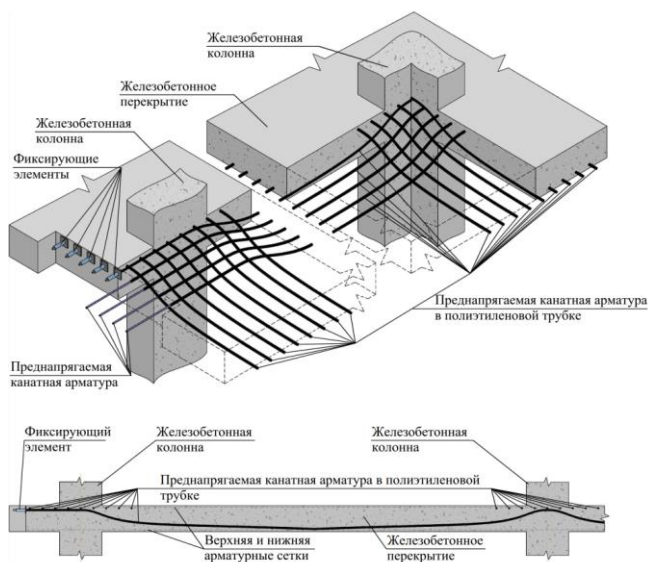 Железобетонная
колонна
Железобетонное
перекрытие
Железобетонная
колонна
Фиксирующие
элементы
Преднапрягаемая канатная арматура
в полиэтиленовой трубке
Преднапрягаемая
канатная арматура
Фиксирующий
элемент
Железобетонная
колонна
Железобетонная
колонна
Преднапрягаемая канатная арматура в полиэтиленовой
трубке
Верхняя и нижняя
арматурные сетки
Железобетонное
перекрытие